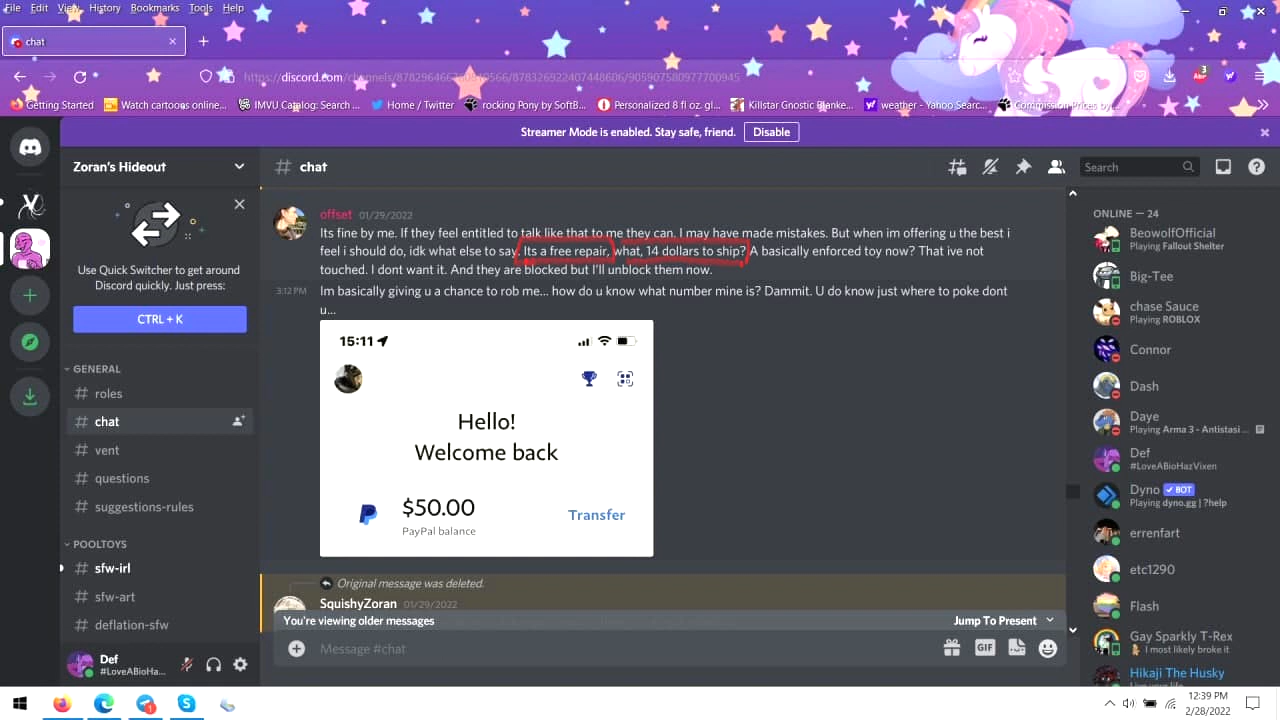 File Edit View History Bookmarks Tools Help
chat
https://discord.com/channels/
Getting Started Watch cartoons online... IMVU Catalog: Search ... Home / Twitter rocking Pony by SoftB... Personalized 8 fl oz. gl... Killstar Gnostic Blanke... weather - Yahoo Searc... Commission Prices by
Streamer Mode is enabled. Stay safe, friend. Disable
Zoran's Hideout
# chat
Search
Use Quick Switcher to get around
Discord quickly. Just press:
CTRL + K
GENERAL
# roles
# chat
# vent
# questions
# suggestions-rules
POOLTOYS
# sfw-irl
# sfw-art
# deflation-sfw
Def
#LoveABioHa...
offset 01/29/2022
Its fine by me. If they feel entitled to talk like that to me they can. I may have made mistakes. But when im offering u the best i
feel i should do, idk what else to say. Its a free repair, what, 14 dollars to ship? A basically enforced toy now? That ive not
touched. I dont want it. And they are blocked but I'll unblock them now.
3:12 PM Im basically giving u a chance to rob me... how do u know what number mine is? Dammit. U do know just where to poke dont
u...
15:11
Hello!
Welcome back
$50.00
PayPal balance
Transfer
Original message was deleted.
SquishyZoran 01/29/2022
You're viewing older messages
Jump To Present
Message #chat
GIF
ONLINE — 24
BeowolfOfficial
Playing Fallout Shelter
Big-Tee
chase Sauce
Playing ROBLOX
Connor
Dash
Daye
Playing Arma 3 - Antistasi ...
Def
#LoveABioHazVixen
Dyno BOT
Playing dyno.gg | ?help
errenfart
etc1290
Flash
Gay Sparkly T-Rex
I most likely broke it
Hikaji The Husky
12:39 PM
2/28/2022